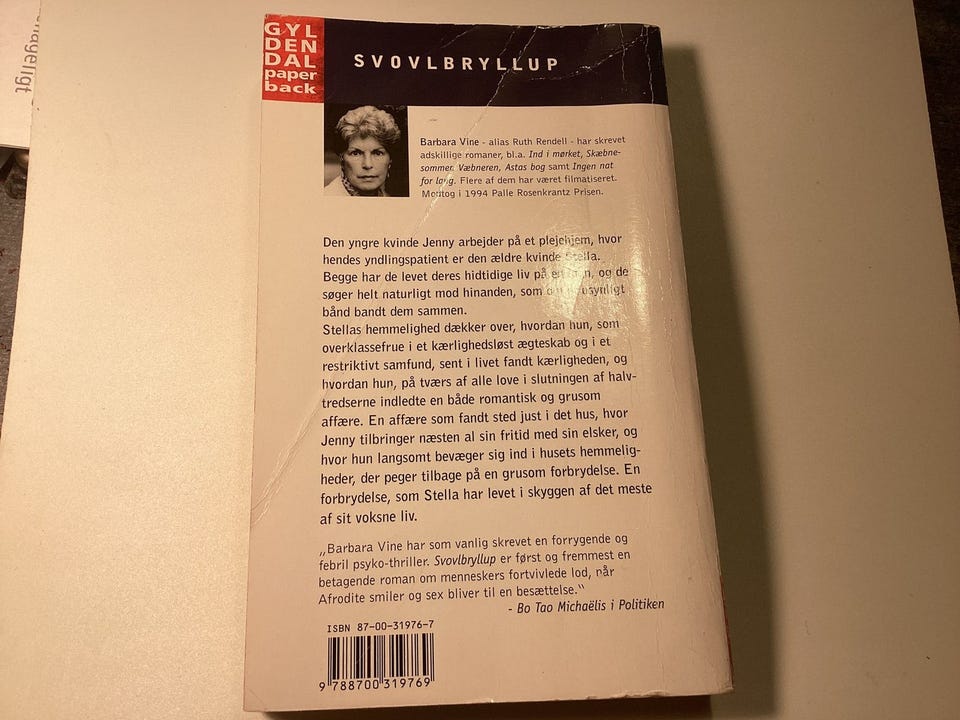 GYL
DEN
DAL
paper
back
SVOVLBRYLLUP
Barbara Vine - alias Ruth Rendell - har skrevet
adskillige romaner, bl.a. Ind i mørket, Skæbne-
sommer, Væbneren, Astas bog samt Ingen nat
for lang. Flere af dem har været filmatiseret.
Modtog i 1994 Palle Rosenkrantz Prisen.
Den yngre kvinde Jenny arbejder på et plejehjem, hvor
hendes yndlingspatient er den ældre kvinde Stella.
Begge har de levet deres hidtidige liv på en øn, og de
søger helt naturligt mod hinanden, som om et usynligt
bånd bandt dem sammen.
Stellas hemmelighed dækker over, hvordan hun, som
overklassefrue i et kærlighedsløst ægteskab og i et
restriktivt samfund, sent i livet fandt kærligheden, og
hvordan hun, på tværs af alle love i slutningen af halv-
tredserne indledte en både romantisk og grusom
affære. En affære som fandt sted just i det hus, hvor
Jenny tilbringer næsten al sin fritid med sin elsker, og
hvor hun langsomt bevæger sig ind i husets hemmelig-
heder, der peger tilbage på en grusom forbrydelse. En
forbrydelse, som Stella har levet i skyggen af det meste
af sit voksne liv.
„Barbara Vine har som vanlig skrevet en forrygende og
febril psyko-thriller. Svovlbryllup er først og fremmest en
betagende roman om menneskers fortvivlede lod, når
Afrodite smiler og sex bliver til en besættelse."
- Bo Tao Michaëlis i Politiken
ISBN 87-00-31976-7
9 788700 319769
nageligt